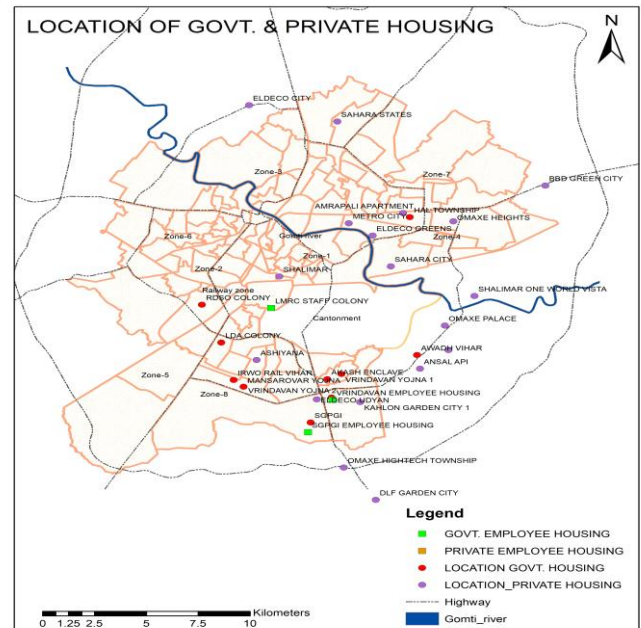 LOCATION OF GOVT. & PRIVATE HOUSING
N
ELDECO CITY
SAHARA STATES
Zone-3
Zone-7
BBD GREEN CITY
AMRAPALI APARTMENT
HAL TOWNSHIP
METRO CITY
OMAXE HEIGHTS
Zone-6
Gomti river
ELDECO GREENS
Zone-4
Zone-1
Zone-2
SHALIMAR
SAHARA CITY
Railway zone
RDSO COLONY
LMRC STAFF COLONY
SHALIMAR ONE WORLD VISTA
Cantonment
OMAXE PALACE
LDA COLONY
AWADH VIHAR
ASHIYANA
ANSAL API
Zone-5
IRWO RAIL VIHAR
AKASH ENCLAVE
MANSAROVAR YOJNA
VRINDAVAN YOJNA 1
Zone-8
VRINDAVAN YOJNA 2
VRINDAVAN EMPLOYEE HOUSING
ELDECO UDYAN
KAHLON GARDEN CITY 1
SGPGI
SGPGI EMPLOYEE HOUSING
OMAXE HIGHTECH TOWNSHIP
DLF GARDEN CITY
Legend
GOVT. EMPLOYEE HOUSING
PRIVATE EMPLOYEE HOUSING
LOCATION GOVT. HOUSING
LOCATION_PRIVATE HOUSING
Highway
Gomti_river
Kilometers
0 1.25 2.5 5 7.5 10